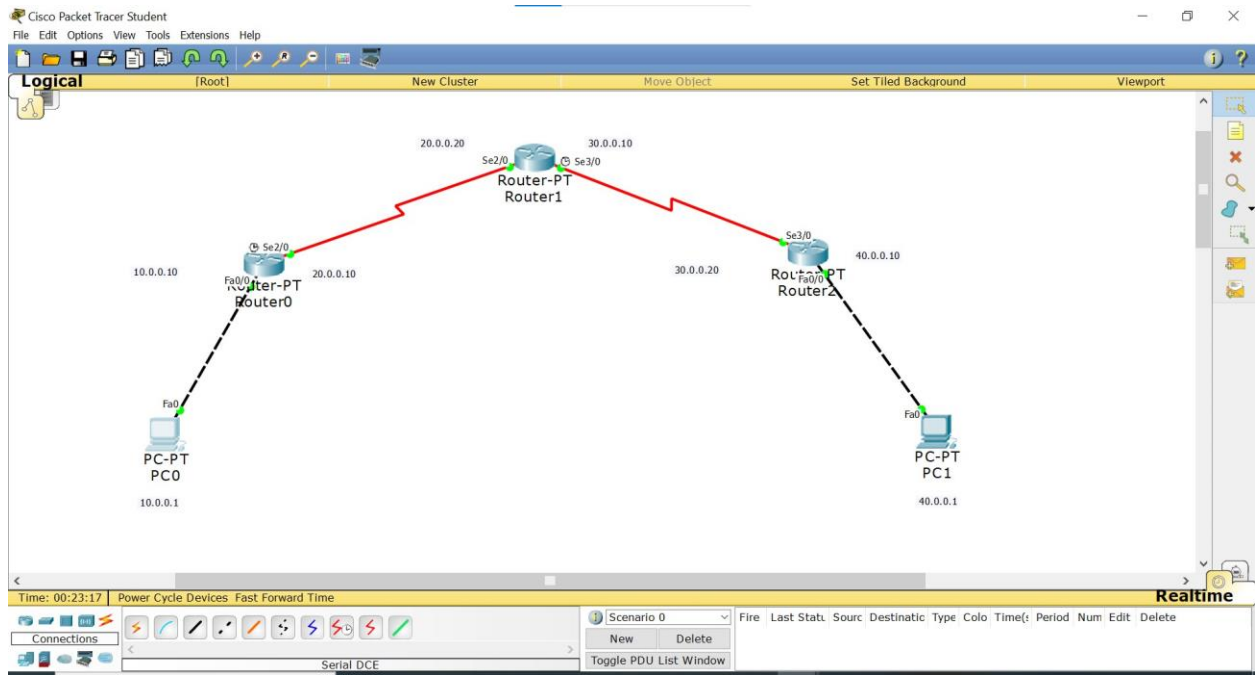 Cisco Packet Tracer Student
File Edit Options View Tools Extensions Help
Logical [Root] New Cluster Move Object Set Tiled Background Viewport
20.0.0.20 30.0.0.10
Se2/0 Se3/0
Router-PT
Router1
Se2/0 Se3/0
10.0.0.10 20.0.0.10 30.0.0.20 40.0.0.10
Fa0/0 Router-PT
Router0
Router-PT
Fa0/0
Router2
Fa0 Fa0
PC-PT PC-PT
PC0 PC1
10.0.0.1 40.0.0.1
Time: 00:23:17 Power Cycle Devices Fast Forward Time Realtime
Scenario 0 Fire Last Statu Sourc Destinatic Type Colo Time(s Period Num Edit Delete
Connections New Delete
Serial DCE Toggle PDU List Window